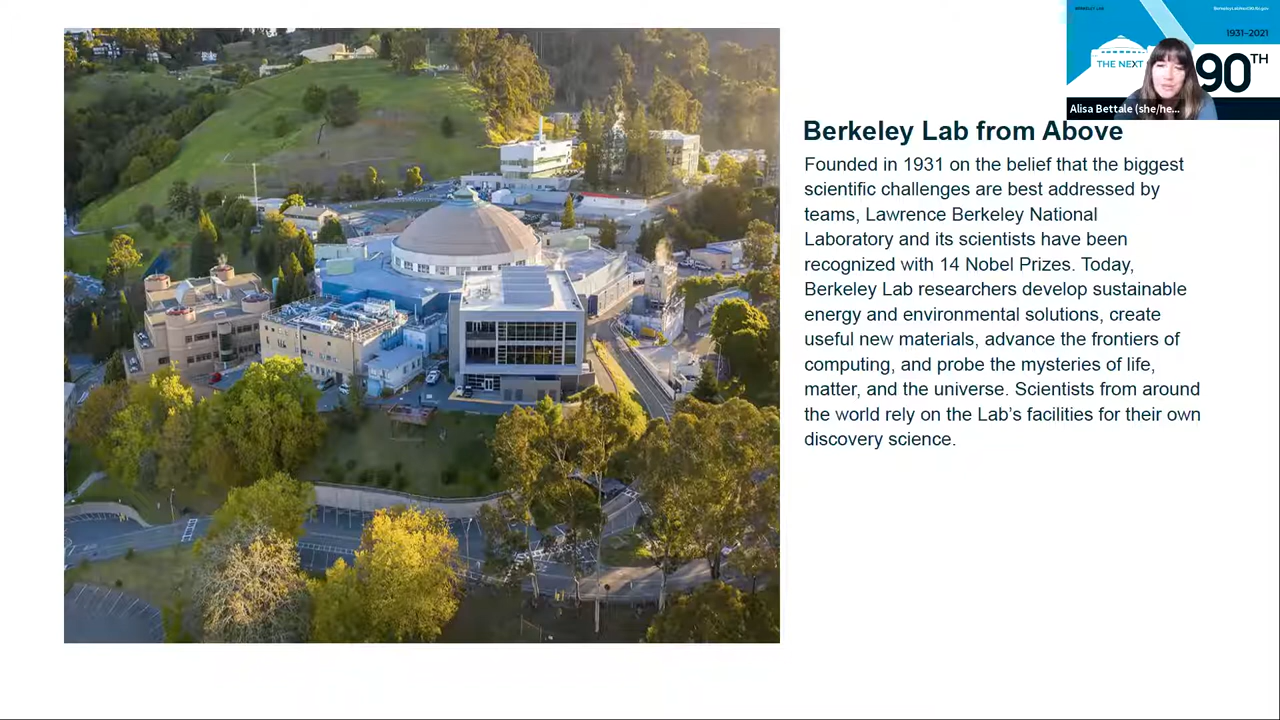 BERKELEY LAB
1931-2021
THE NEXT
90TH
Alisa Bettale (she/he...
Berkeley Lab from Above
Founded in 1931 on the belief that the biggest
scientific challenges are best addressed by
teams, Lawrence Berkeley National
Laboratory and its scientists have been
recognized with 14 Nobel Prizes. Today,
Berkeley Lab researchers develop sustainable
energy and environmental solutions, create
useful new materials, advance the frontiers of
computing, and probe the mysteries of life,
matter, and the universe. Scientists from around
the world rely on the Lab's facilities for their own
discovery science.